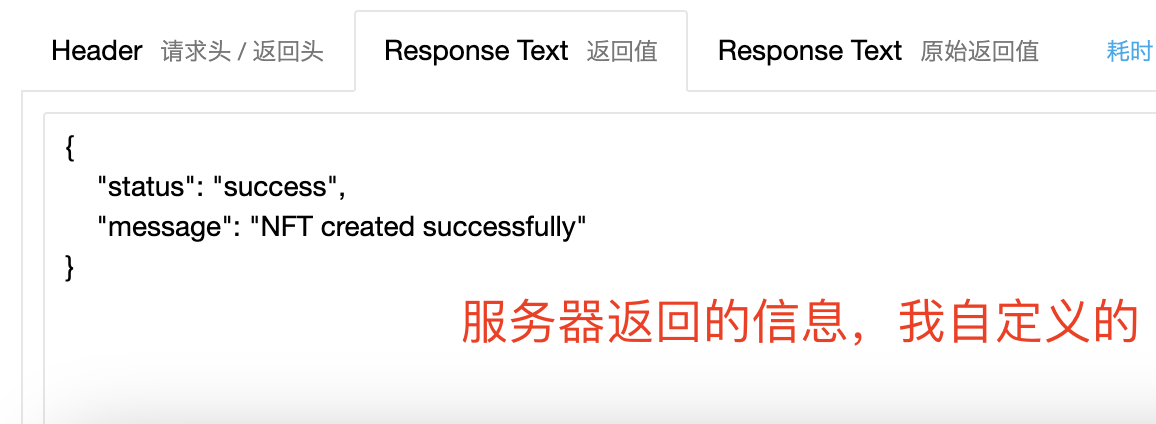 Header 请求头 / 返回头 Response Text 返回值 Response Text 原始返回值 耗时
{
"status": "success",
"message": "NFT created successfully"
}
服务器返回的信息，我自定义的